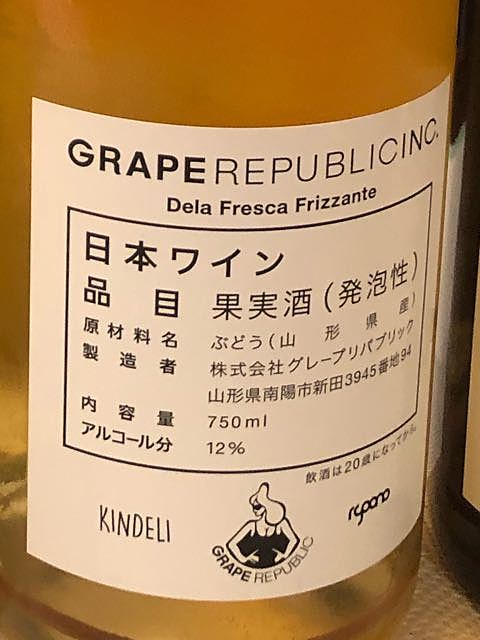 GRAPE REPUBLIC INC.
Dela Fresca Frizzante
日本ワイン
品目 果実酒(発泡性)
原材料名 ぶどう(山形県産)
製造者 株式会社グレープリパブリック
山形県南陽市新田3945番地94
内容量 750ml
アルコール分 12%
飲酒は20歳になってから。
KINDELI
GRAPE REPUBLIC